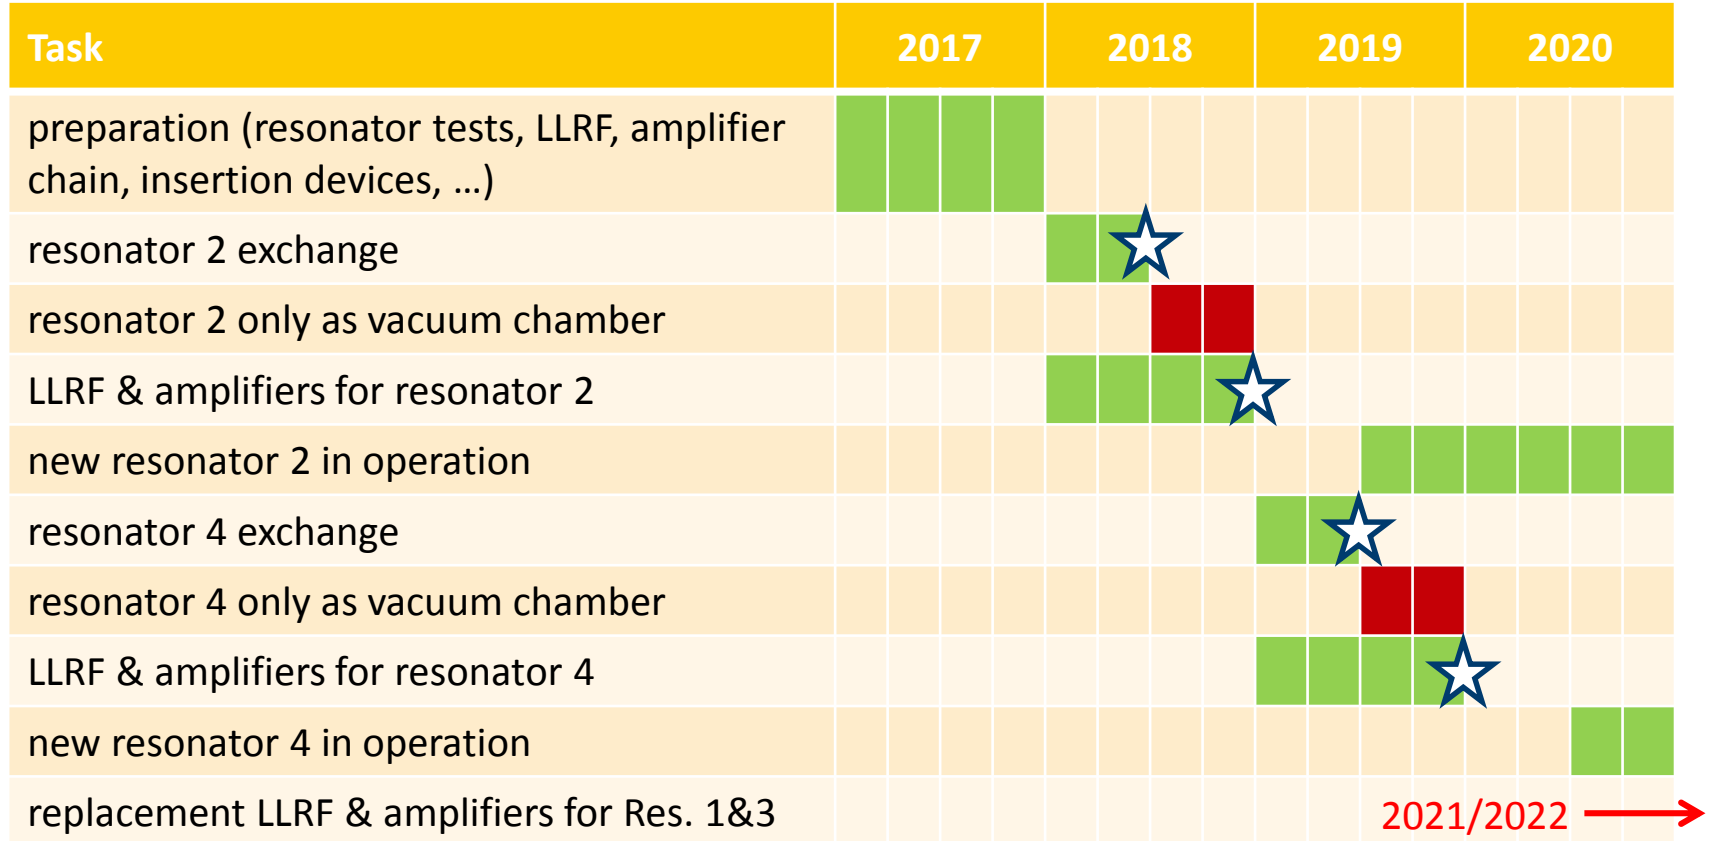 Task 2017 2018 2019 2020
preparation (resonator tests, LLRF, amplifier
chain, insertion devices, …)
resonator 2 exchange
resonator 2 only as vacuum chamber
LLRF & amplifiers for resonator 2
new resonator 2 in operation
resonator 4 exchange
resonator 4 only as vacuum chamber
LLRF & amplifiers for resonator 4
new resonator 4 in operation
replacement LLRF & amplifiers for Res. 1&3 2021/2022